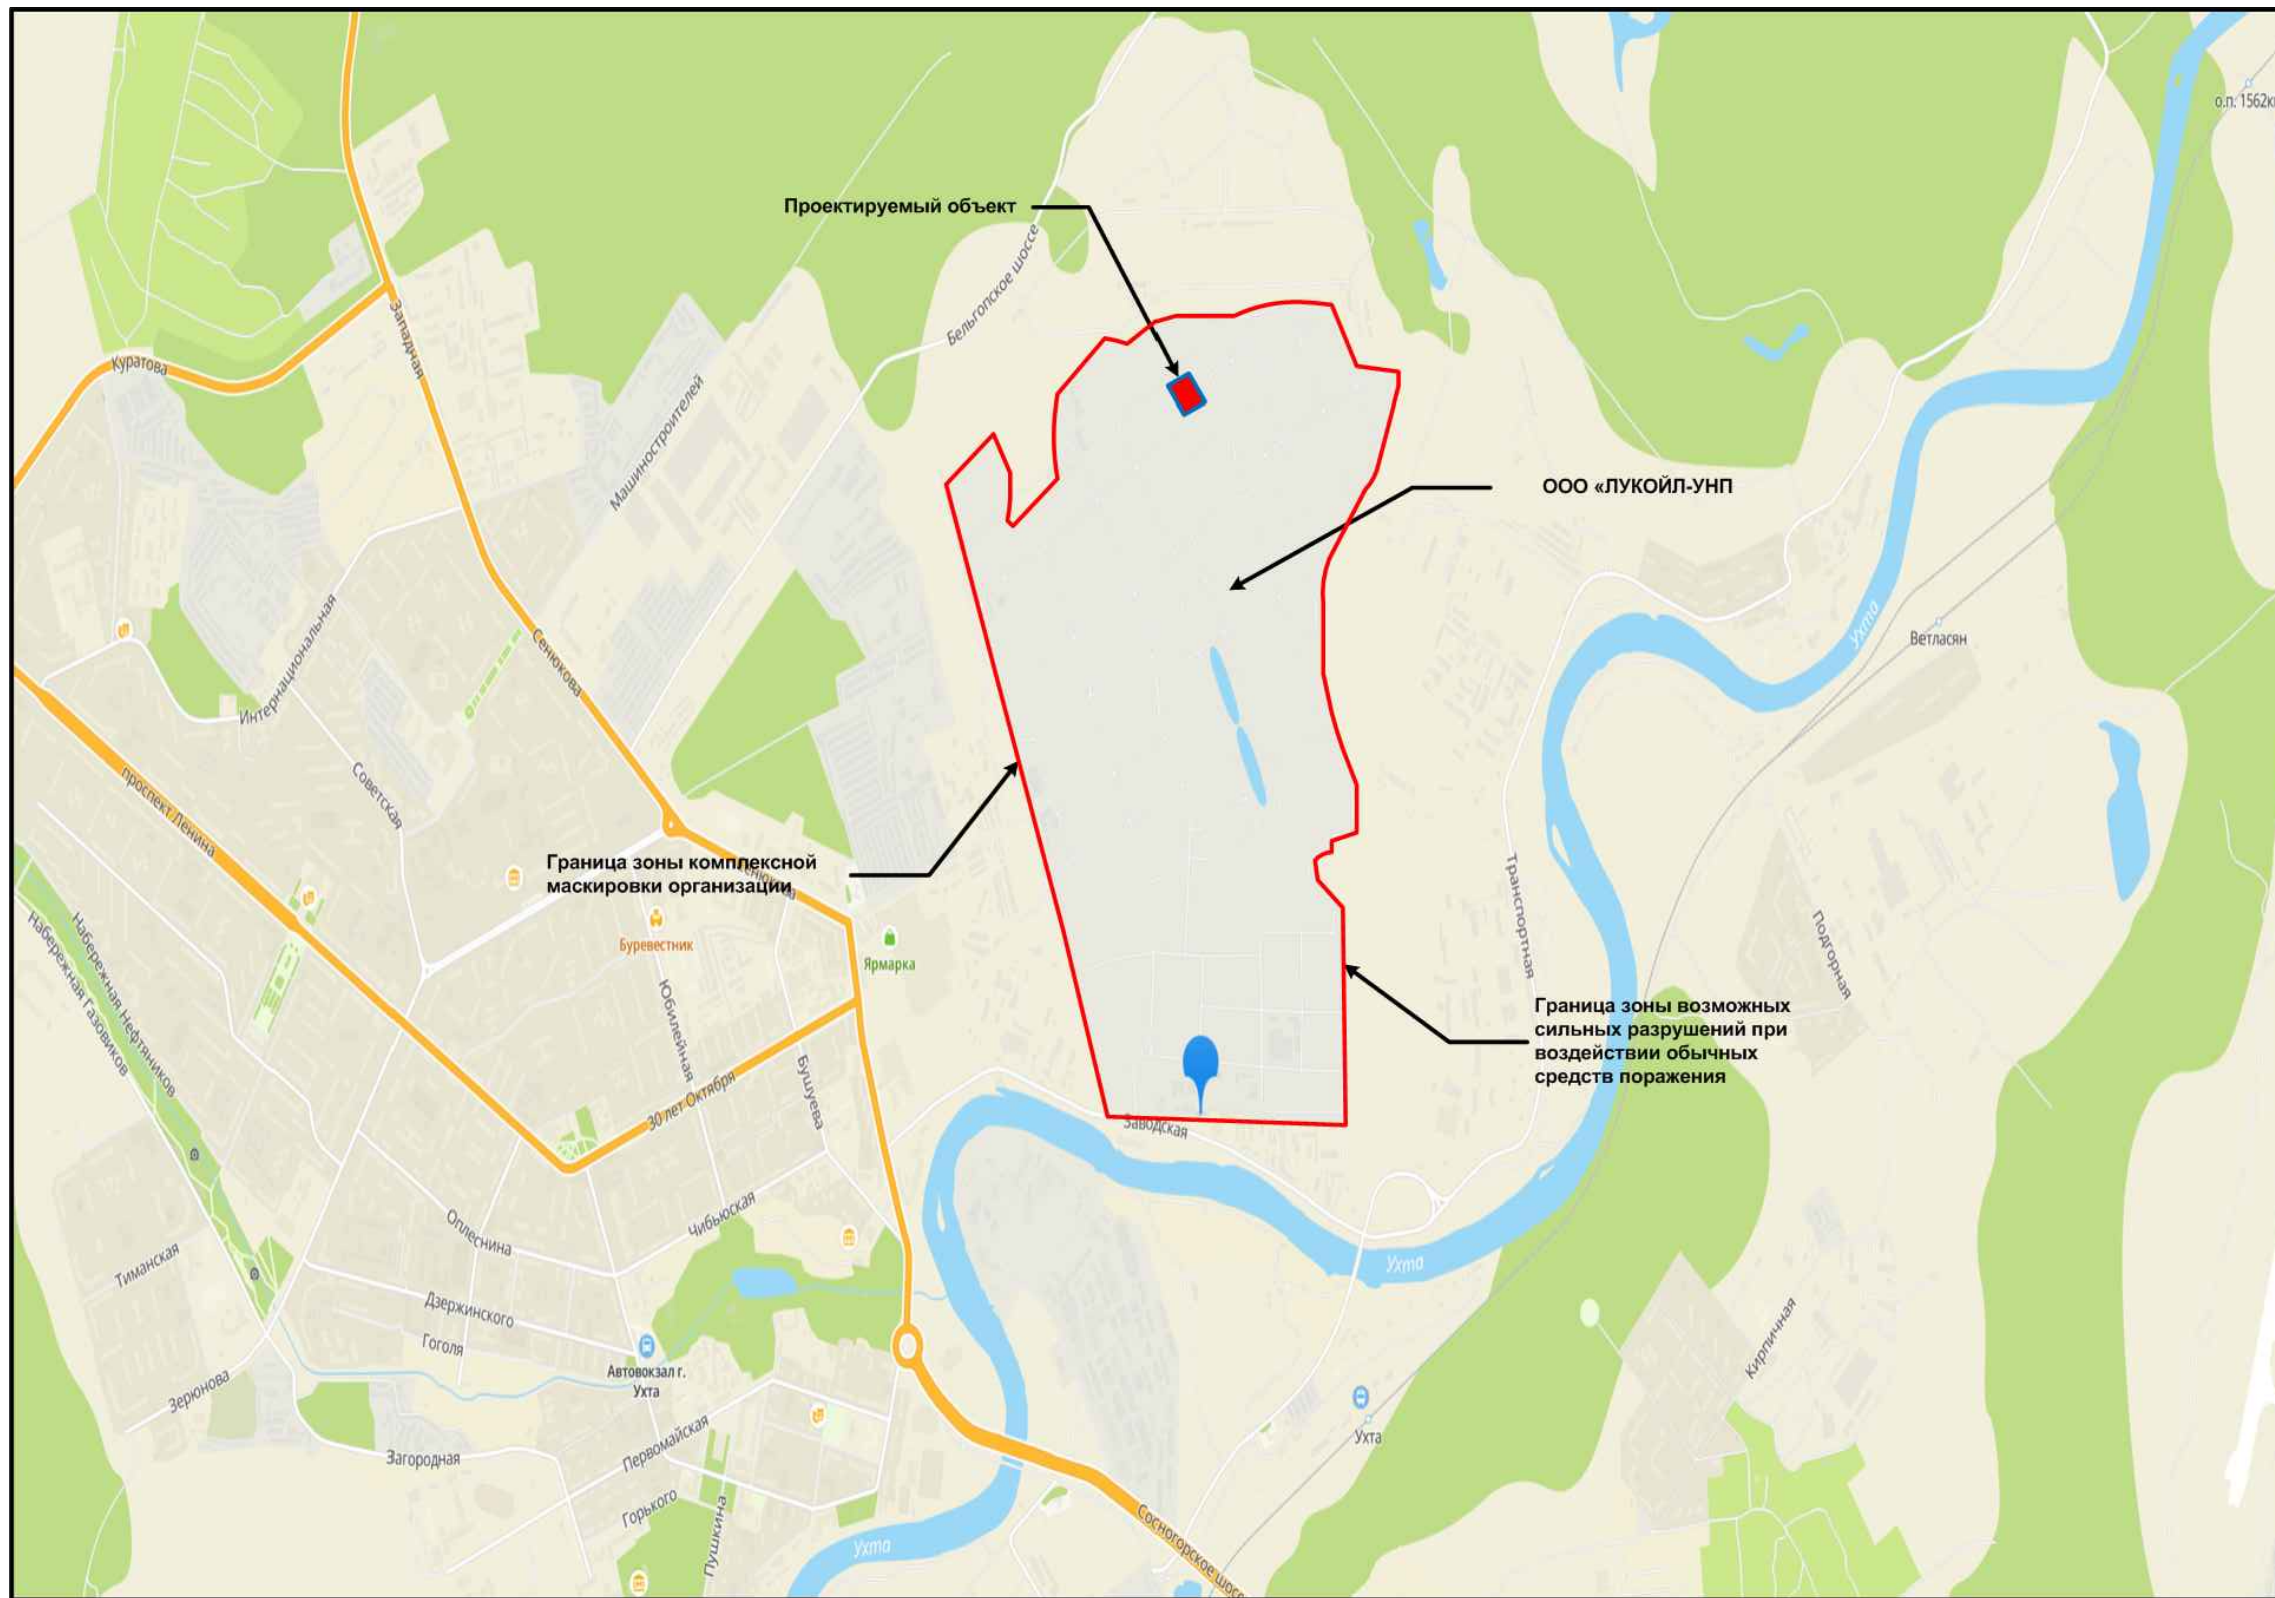 о.п. 1562к
Проектируемый объект
Бельгопское шоссе
Западная
Куратова
Машиностроителей
ООО «ЛУКОЙЛ-УНП
Интернациональная
Сенюкова
Ухта
Ветласян
Советская
проспект Ленина
Граница зоны комплексной
маскировки организации
Сенюкова
Транспортная
Буревестник
Ярмарка
Подгорная
Набережная Нефтяников
Набережная Газовиков
Юбилейная
Граница зоны возможных
сильных разрушений при
воздействии обычных
средств поражения
30 лет Октября
Бушуева
Заводская
Оплеснина
Чибьюская
Тиманская
Ухта
Дзержинского
Гоголя
Автовокзал г.
Ухта
Зерюнова
Кирпичная
Первомайская
Ухта
Загородная
Горького
Пушкина
Ухта
Сосногорское шосс